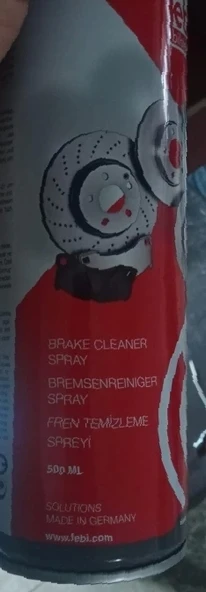 BRAKE CLEANER
SPRAY
BREMSENREINIGER
SPRAY
FREN TEMİZLEME
SPREYİ
500 ML
SOLUTIONS
MADE IN GERMANY
www.febi.com